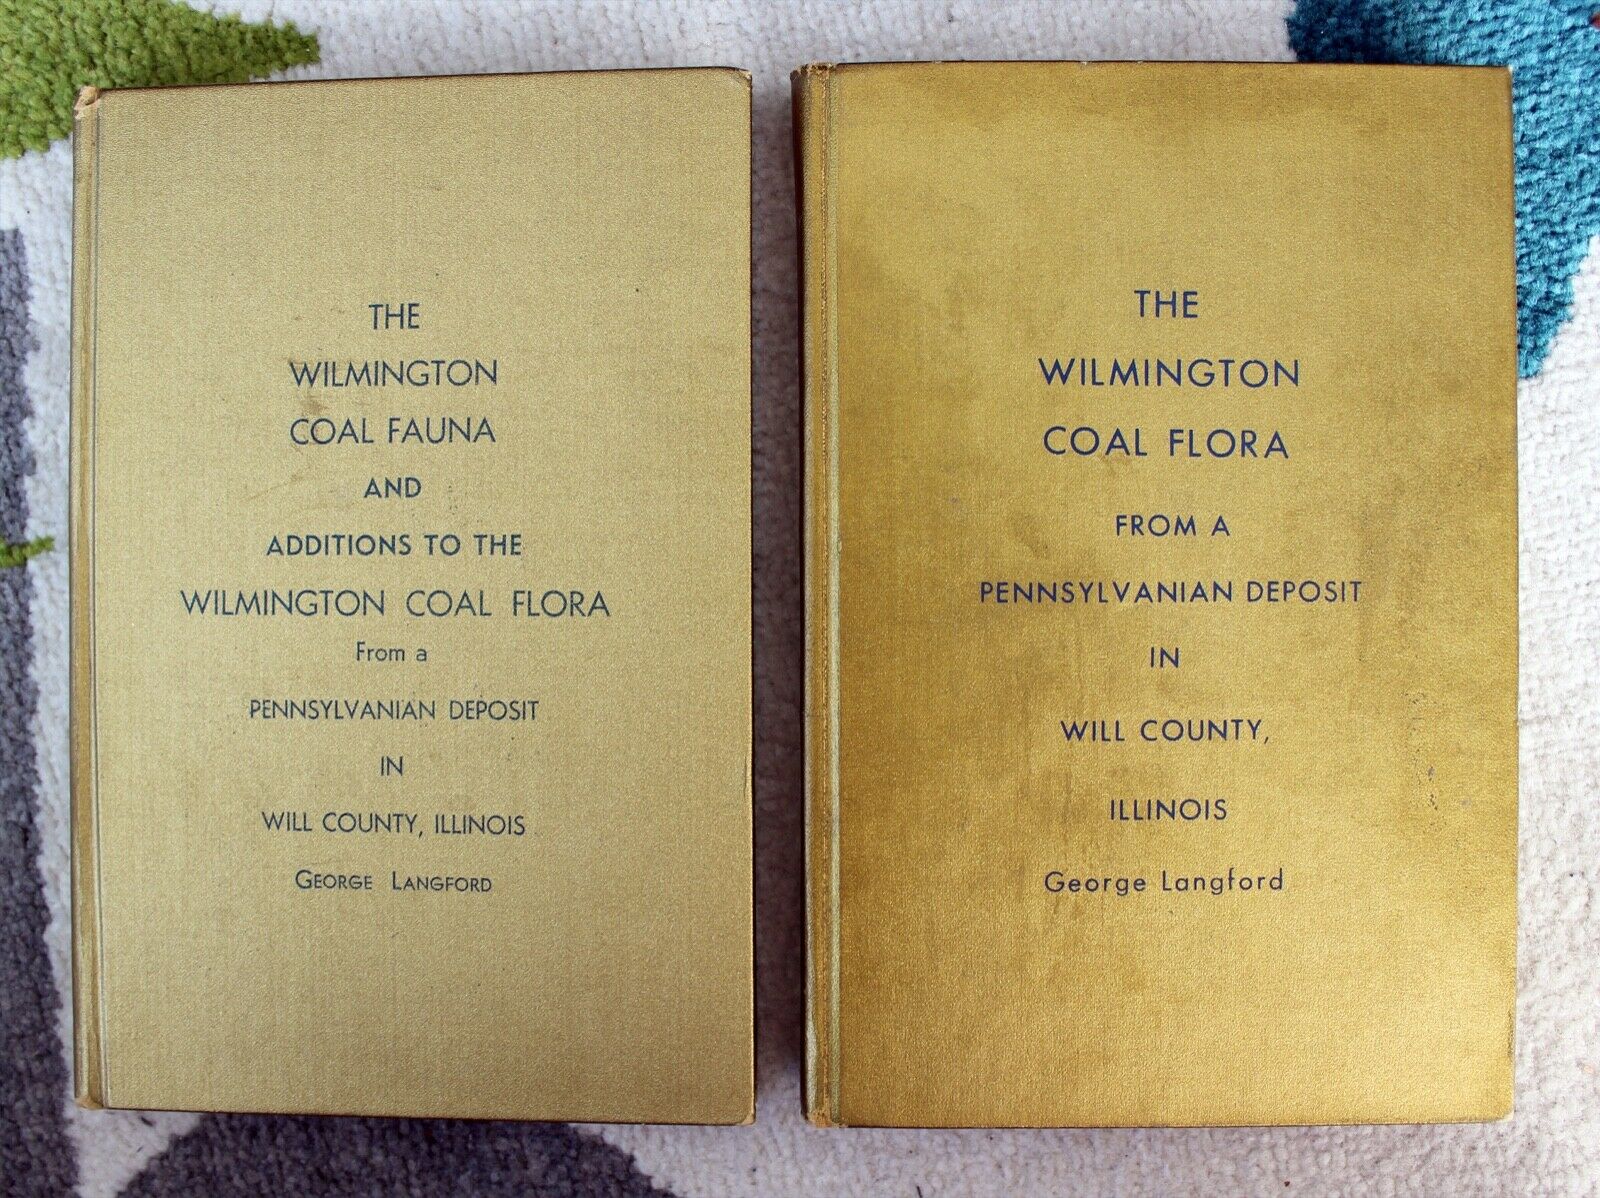 THE
WILMINGTON
COAL FAUNA
AND
ADDITIONS TO THE
WILMINGTON COAL FLORA
From a
PENNSYLVANIAN DEPOSIT
IN
WILL COUNTY, ILLINOIS
GEORGE LANGFORD
THE
WILMINGTON
COAL FLORA
FROM A
PENNSYLVANIAN DEPOSIT
IN
WILL COUNTY,
ILLINOIS
George Langford